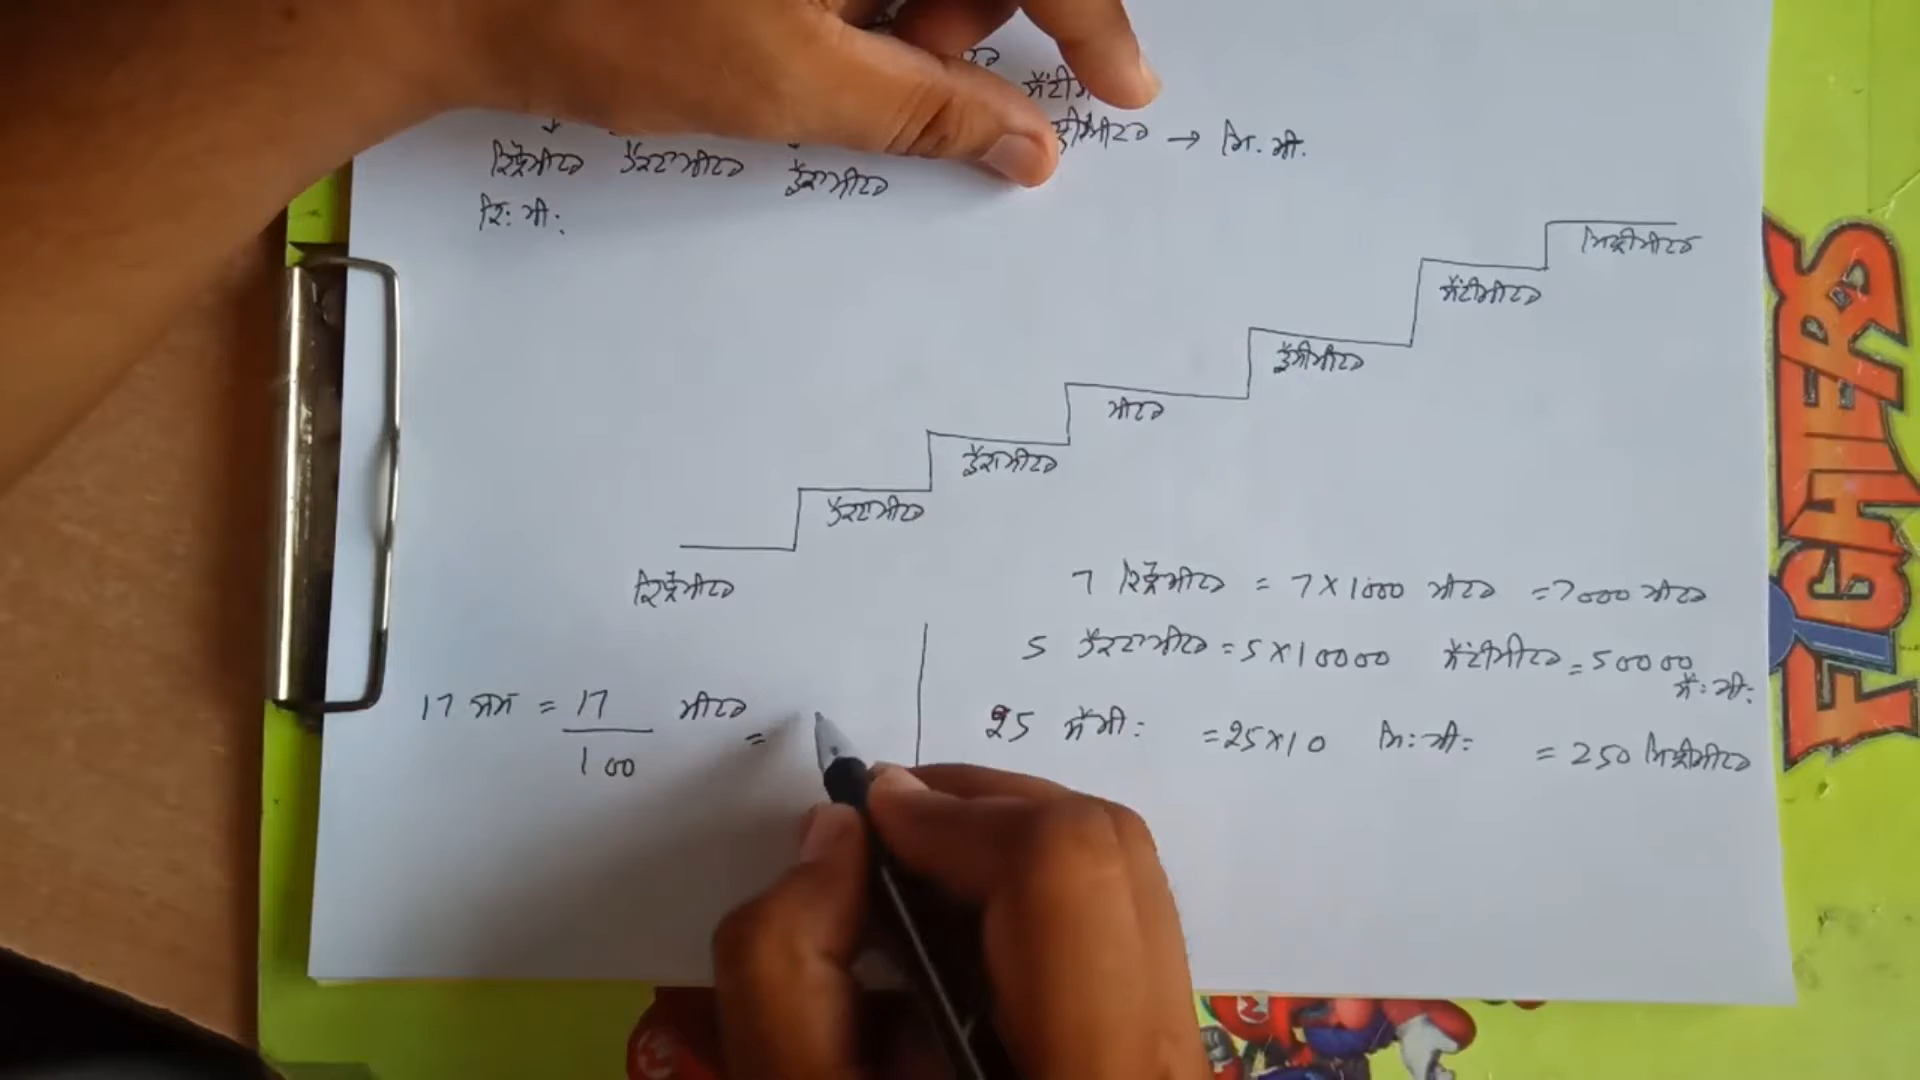 ਸੈਂਟੀਮ
ਲੀਮੀਟਰ → ਮਿ. ਮੀ.
ਕਿਲੋਮੀਟਰ ਹੈਕਟਾਮੀਟਰ ਡੈਕਾਮੀਟਰ
ਕਿ: ਮੀ:
ਮਿਲੀਮੀਟਰ
ਸੈਂਟੀਮੀਟਰ
ਡੈਸੀਮੀਟਰ
ਮੀਟਰ
ਡੈਕਾਮੀਟਰ
ਹੈਕਟਾਮੀਟਰ
ਕਿਲੋਮੀਟਰ
7 ਕਿਲੋਮੀਟਰ = 7 × 1000 ਮੀਟਰ = 7000 ਮੀਟਰ
5 ਹੈਕਟਾਮੀਟਰ = 5 × 10000 ਸੈਂਟੀਮੀਟਰ = 50000 ਸੈਂ: ਮੀ:
25 ਸੈਂਮੀ: = 25 × 10 ਮਿ: ਮੀ: = 250 ਮਿਲੀਮੀਟਰ
17 ਸਮ = 17/100 ਮੀਟਰ =
FIGHTERS